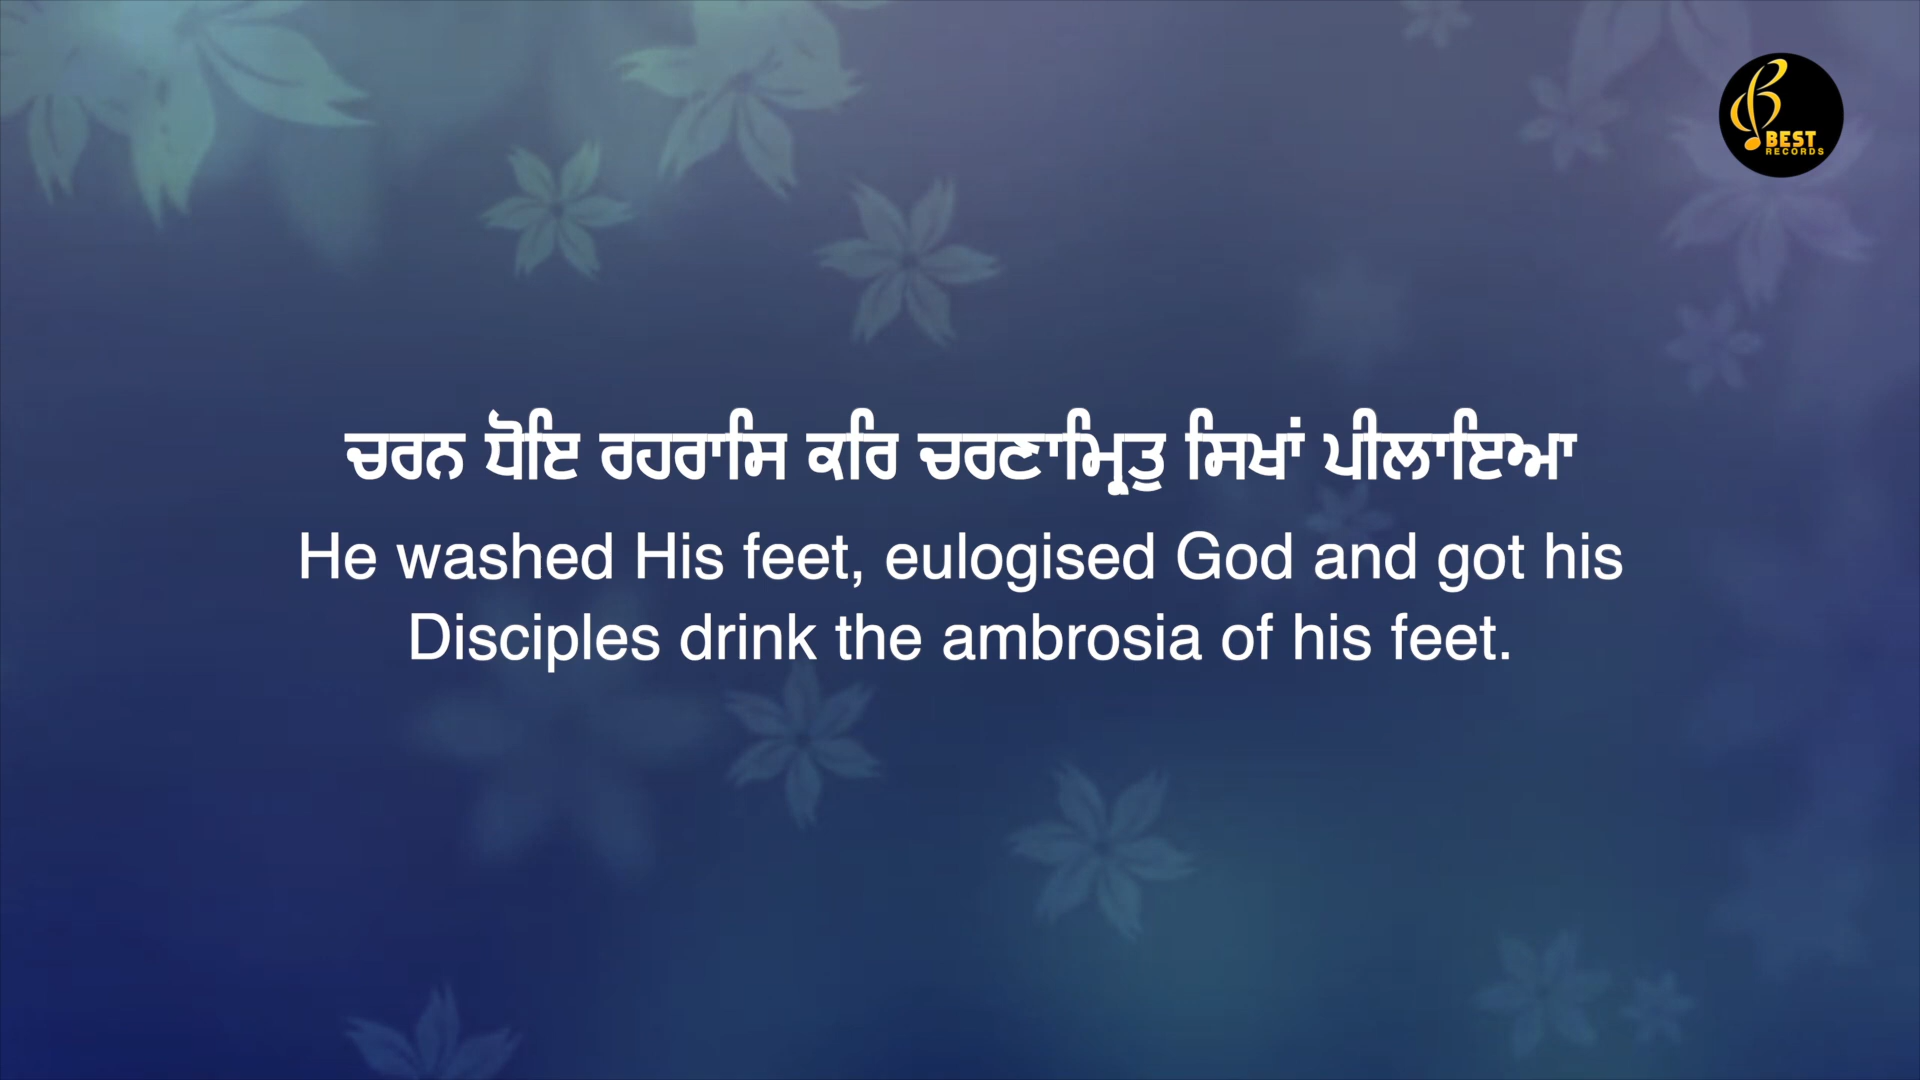 BEST
RECORDS
ਚਰਨ ਧੋਇ ਰਹਰਾਸਿ ਕਰਿ ਚਰਣਾਮ੍ਰਿਤੁ ਸਿਖਾਂ ਪੀਲਾਇਆ
He washed His feet, eulogised God and got his
Disciples drink the ambrosia of his feet.